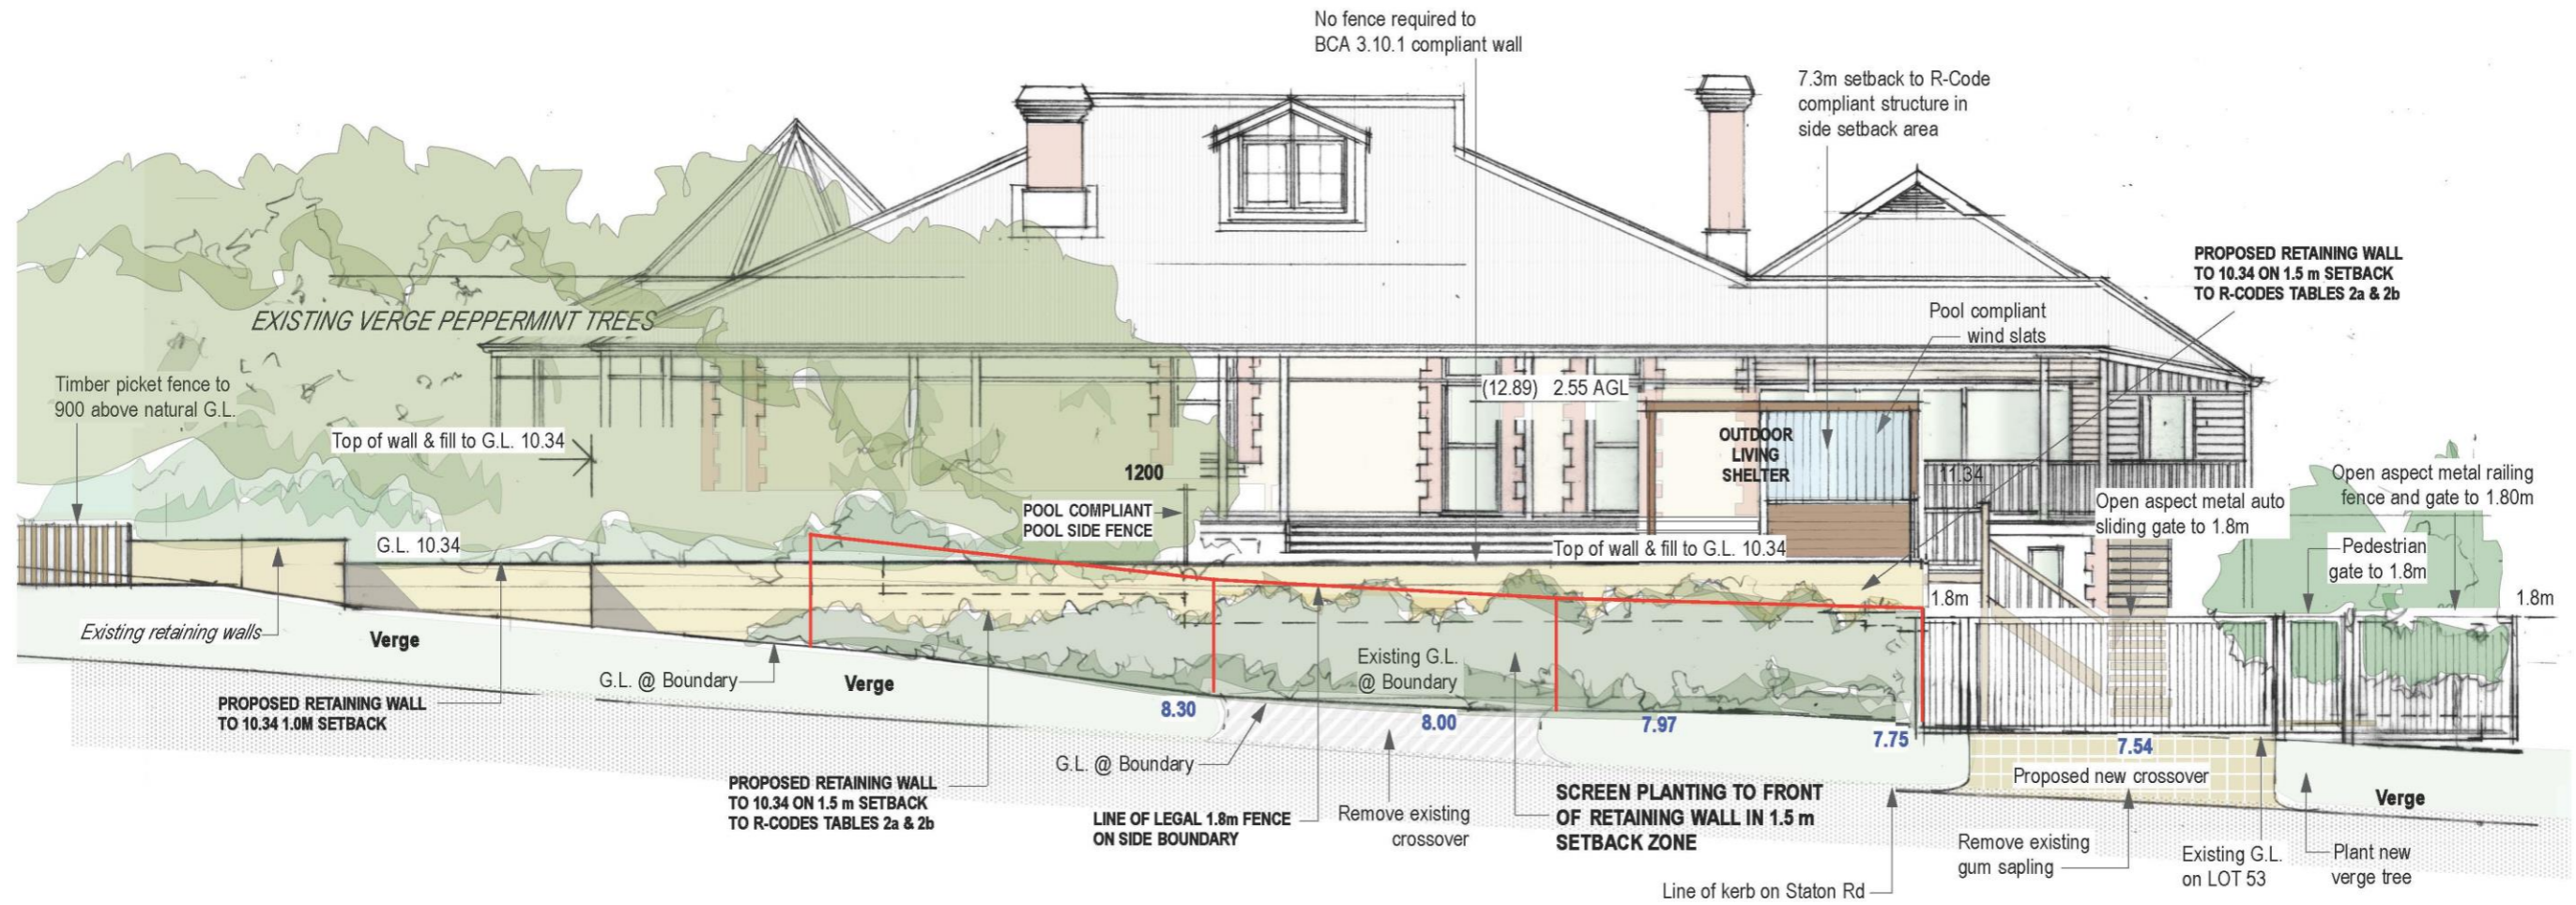 No fence required to
BCA 3.10.1 compliant wall
7.3m setback to R-Code
compliant structure in
side setback area
PROPOSED RETAINING WALL
TO 10.34 ON 1.5 m SETBACK
TO R-CODES TABLES 2a & 2b
Pool compliant
wind slats
EXISTING VERGE PEPPERMINT TREES
Timber picket fence to
900 above natural G.L.
(12.89) 2.55 AGL
Top of wall & fill to G.L. 10.34
OUTDOOR
LIVING
SHELTER
1200
11.34
Open aspect metal railing
fence and gate to 1.80m
Open aspect metal auto
sliding gate to 1.8m
POOL COMPLIANT
POOL SIDE FENCE
G.L. 10.34
Top of wall & fill to G.L. 10.34
Pedestrian
gate to 1.8m
1.8m
1.8m
Existing retaining walls
Verge
G.L. @ Boundary
Verge
Existing G.L.
@ Boundary
PROPOSED RETAINING WALL
TO 10.34 1.0M SETBACK
8.30
8.00
7.97
7.75
7.54
G.L. @ Boundary
Proposed new crossover
PROPOSED RETAINING WALL
TO 10.34 ON 1.5 m SETBACK
TO R-CODES TABLES 2a & 2b
LINE OF LEGAL 1.8m FENCE
ON SIDE BOUNDARY
Remove existing
crossover
SCREEN PLANTING TO FRONT
OF RETAINING WALL IN 1.5 m
SETBACK ZONE
Verge
Remove existing
gum sapling
Existing G.L.
on LOT 53
Plant new
verge tree
Line of kerb on Staton Rd